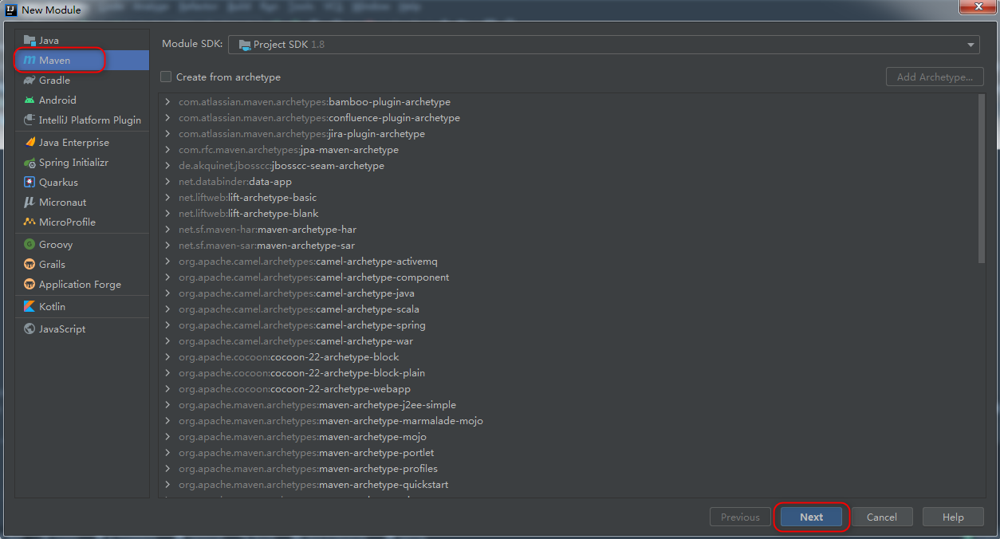 New Module
Java
Maven
Gradle
Android
IntelliJ Platform Plugin
Java Enterprise
Spring Initializr
Quarkus
Micronaut
MicroProfile
Groovy
Grails
Application Forge
Kotlin
JavaScript
Module SDK: Project SDK 1.8
Create from archetype
Add Archetype...
com.atlassian.maven.archetypes:bamboo-plugin-archetype
com.atlassian.maven.archetypes:confluence-plugin-archetype
com.atlassian.maven.archetypes:jira-plugin-archetype
com.rfc.maven.archetypes:jpa-maven-archetype
de.akquinet.jbosscc:jbosscc-seam-archetype
net.databinder:data-app
net.liftweb:lift-archetype-basic
net.liftweb:lift-archetype-blank
net.sf.maven-har:maven-archetype-har
net.sf.maven-sar:maven-archetype-sar
org.apache.camel.archetypes:camel-archetype-activemq
org.apache.camel.archetypes:camel-archetype-component
org.apache.camel.archetypes:camel-archetype-java
org.apache.camel.archetypes:camel-archetype-scala
org.apache.camel.archetypes:camel-archetype-spring
org.apache.camel.archetypes:camel-archetype-war
org.apache.cocoon:cocoon-22-archetype-block
org.apache.cocoon:cocoon-22-archetype-block-plain
org.apache.cocoon:cocoon-22-archetype-webapp
org.apache.maven.archetypes:maven-archetype-j2ee-simple
org.apache.maven.archetypes:maven-archetype-marmalade-mojo
org.apache.maven.archetypes:maven-archetype-mojo
org.apache.maven.archetypes:maven-archetype-portlet
org.apache.maven.archetypes:maven-archetype-profiles
org.apache.maven.archetypes:maven-archetype-quickstart
Previous
Next
Cancel
Help